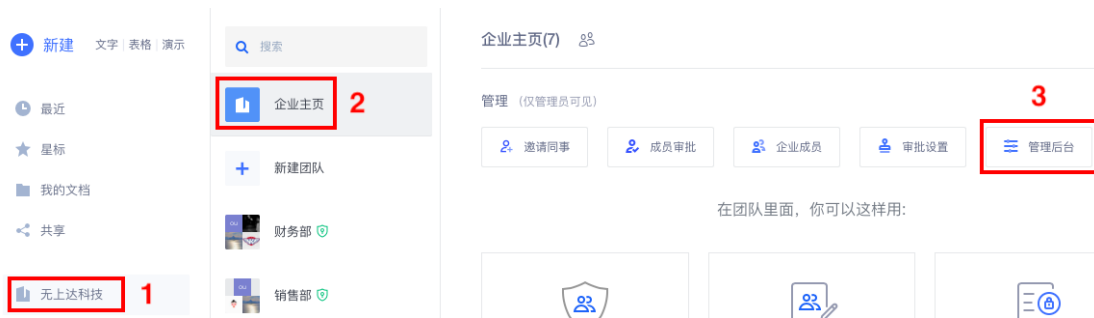 新建 文字 | 表格 | 演示
最近
星标
我的文档
共享
无上达科技 1
搜索
企业主页 2
新建团队
财务部
销售部
企业主页(7)
管理 （仅管理员可见）
3
邀请同事 成员审批 企业成员 审批设置 管理后台
在团队里面，你可以这样用: